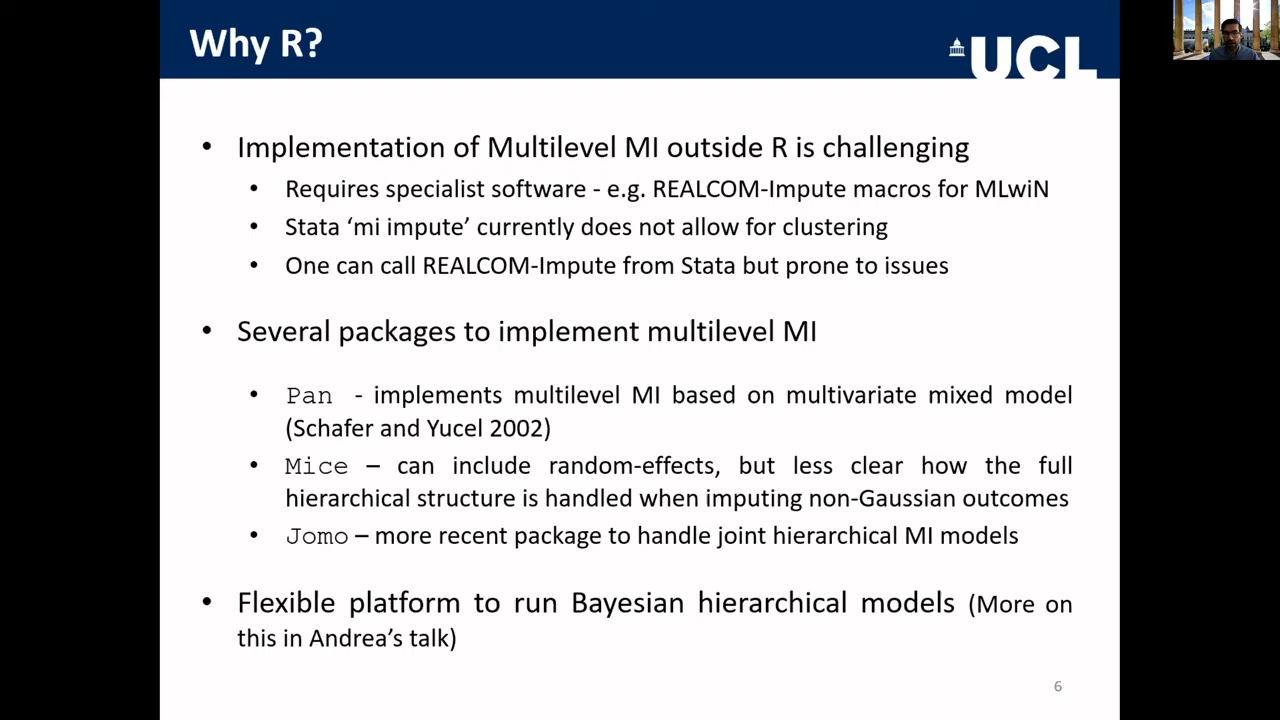 Why R?
UCL
• Implementation of Multilevel MI outside R is challenging
• Requires specialist software - e.g. REALCOM-Impute macros for MLwiN
• Stata ‘mi impute’ currently does not allow for clustering
• One can call REALCOM-Impute from Stata but prone to issues
• Several packages to implement multilevel MI
• Pan - implements multilevel MI based on multivariate mixed model
(Schafer and Yucel 2002)
• Mice – can include random-effects, but less clear how the full
hierarchical structure is handled when imputing non-Gaussian outcomes
• Jomo – more recent package to handle joint hierarchical MI models
• Flexible platform to run Bayesian hierarchical models (More on
this in Andrea’s talk)
6